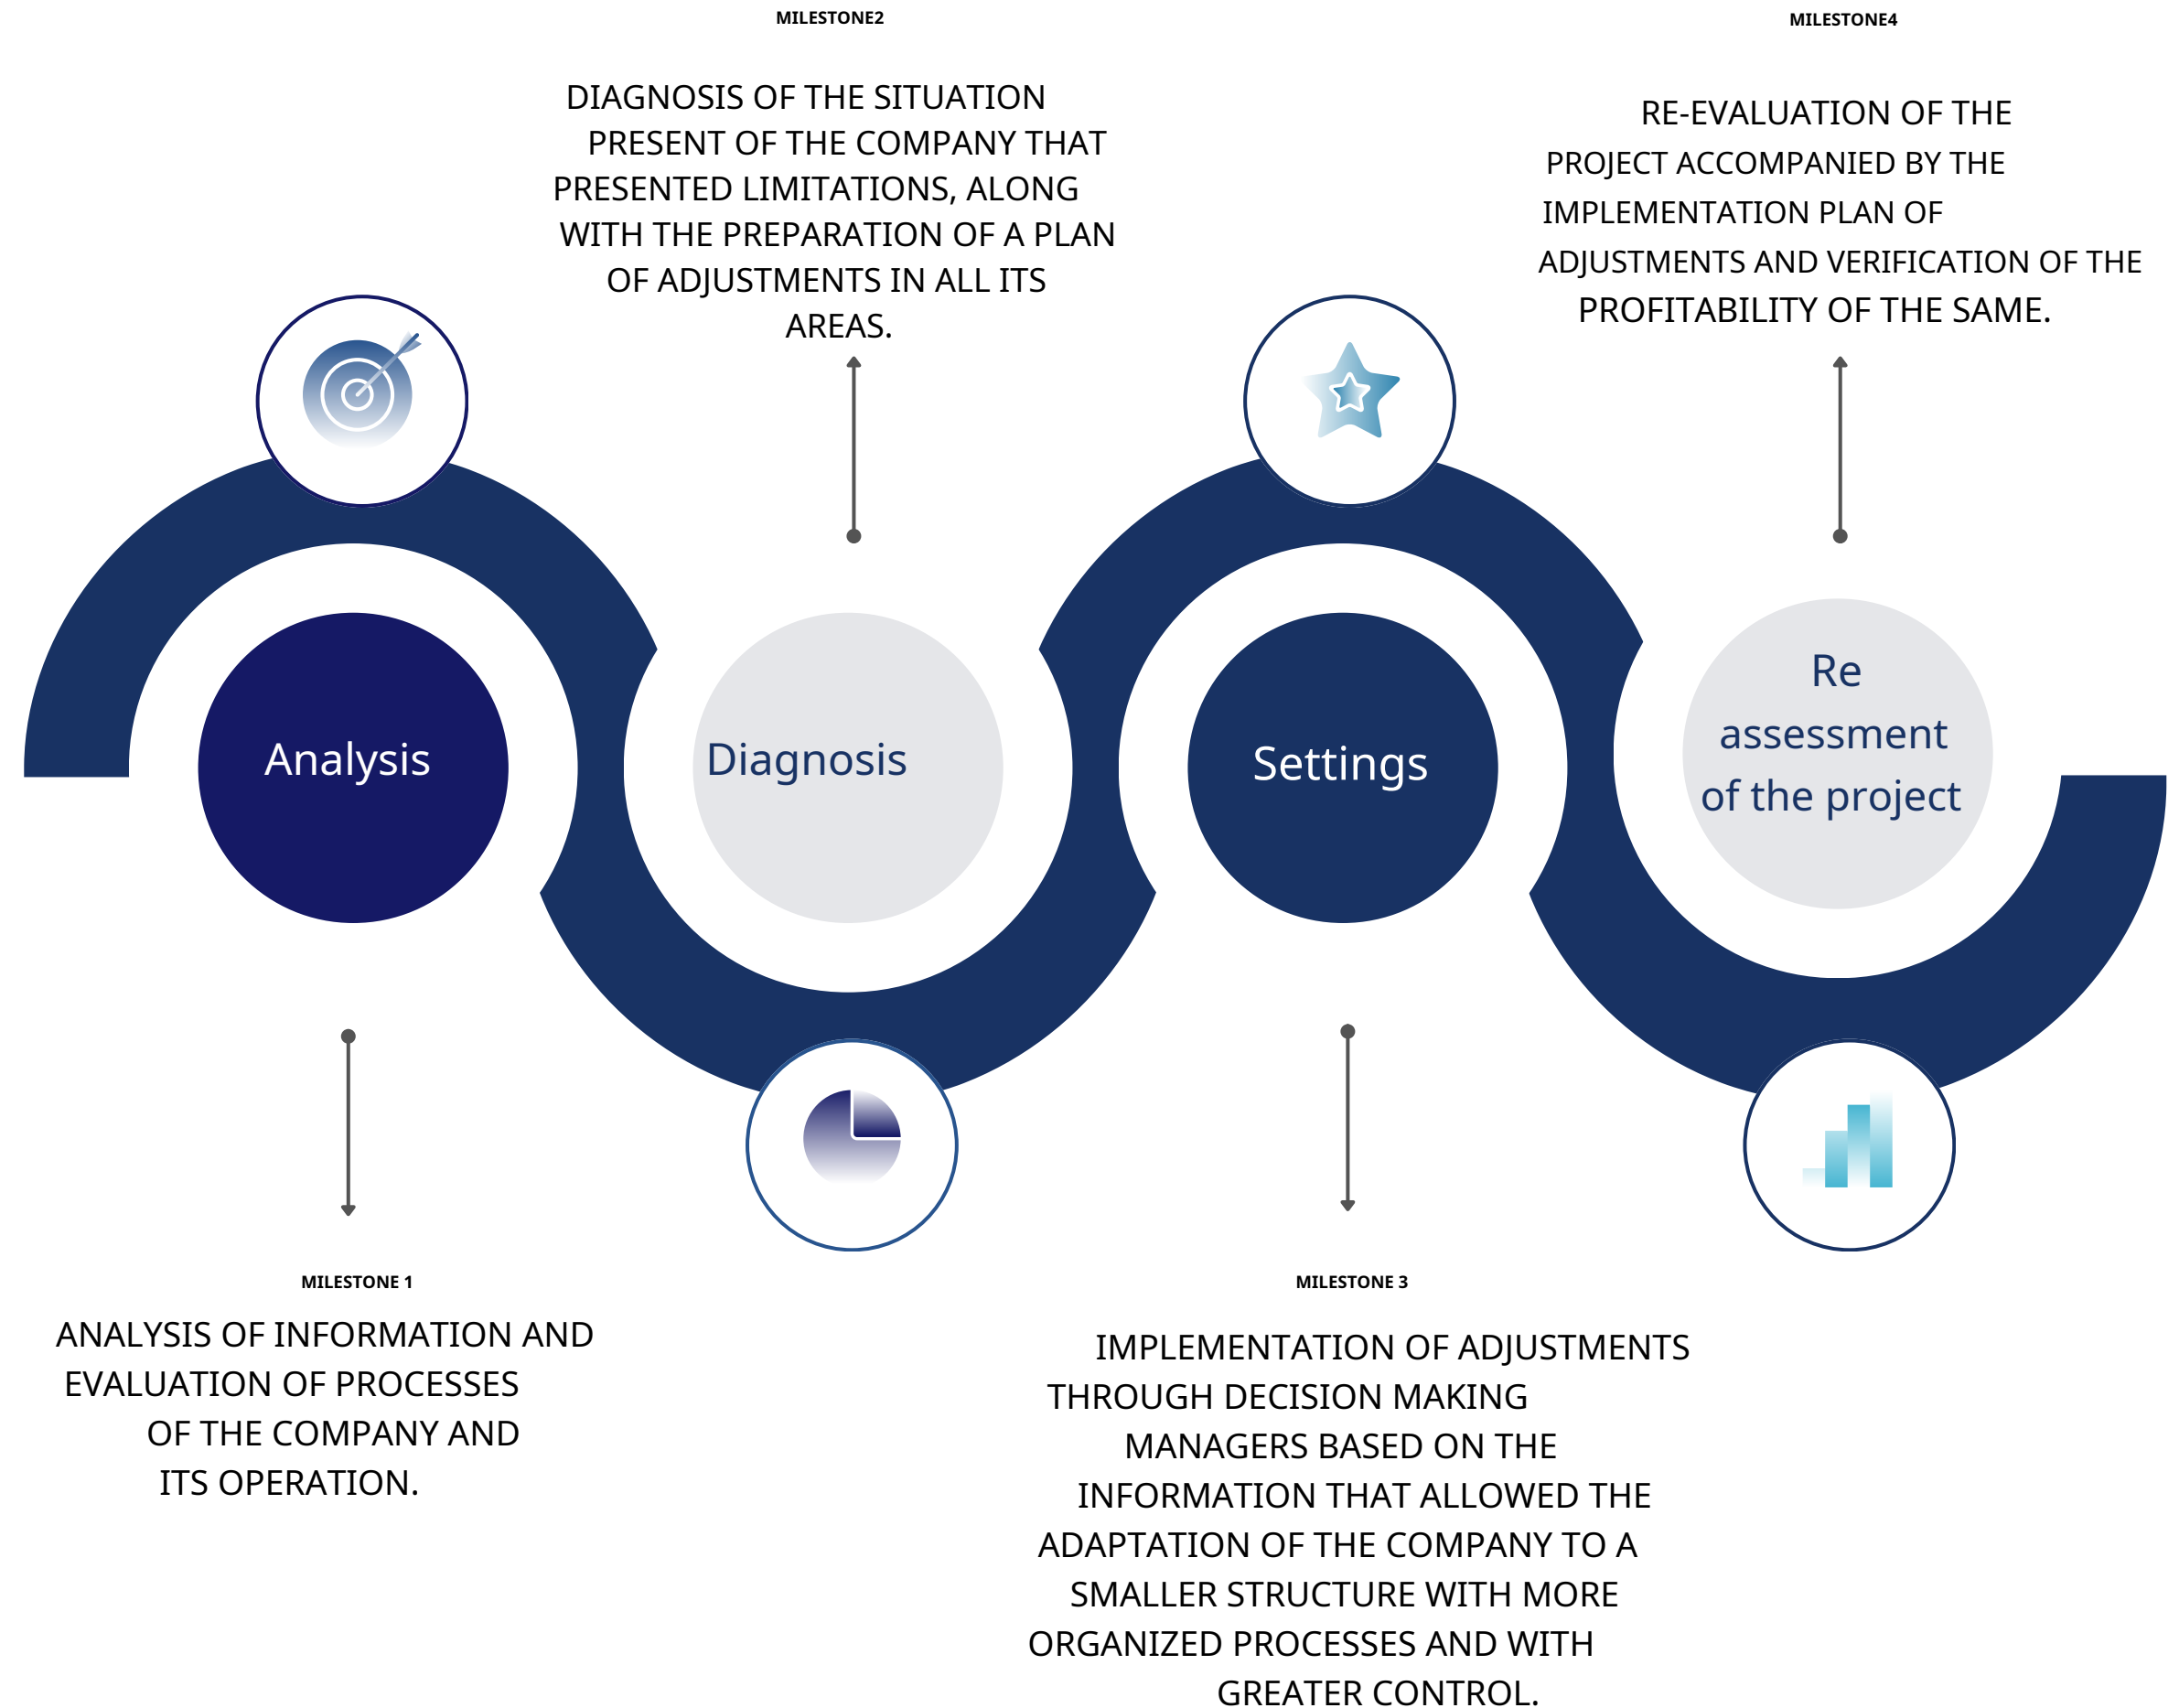 MILESTONE2
DIAGNOSIS OF THE SITUATION
PRESENT OF THE COMPANY THAT
PRESENTED LIMITATIONS, ALONG
WITH THE PREPARATION OF A PLAN
OF ADJUSTMENTS IN ALL ITS
AREAS.
MILESTONE4
RE-EVALUATION OF THE
PROJECT ACCOMPANIED BY THE
IMPLEMENTATION PLAN OF
ADJUSTMENTS AND VERIFICATION OF THE
PROFITABILITY OF THE SAME.
Analysis
Diagnosis
Settings
Re
assessment
of the project
MILESTONE 1
ANALYSIS OF INFORMATION AND
EVALUATION OF PROCESSES
OF THE COMPANY AND
ITS OPERATION.
MILESTONE 3
IMPLEMENTATION OF ADJUSTMENTS
THROUGH DECISION MAKING
MANAGERS BASED ON THE
INFORMATION THAT ALLOWED THE
ADAPTATION OF THE COMPANY TO A
SMALLER STRUCTURE WITH MORE
ORGANIZED PROCESSES AND WITH
GREATER CONTROL.